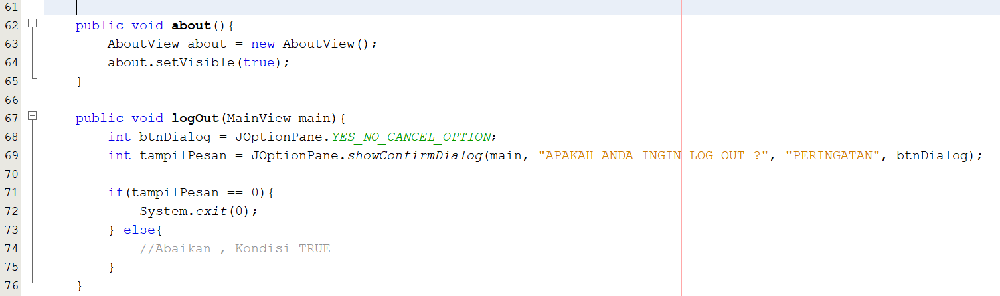 61
62 public void about(){
63 AboutView about = new AboutView();
64 about.setVisible(true);
65 }
66
67 public void logOut(MainView main){
68 int btnDialog = JOptionPane.YES_NO_CANCEL_OPTION;
69 int tampilPesan = JOptionPane.showConfirmDialog(main, "APAKAH ANDA INGIN LOG OUT ?", "PERINGATAN", btnDialog);
70
71 if(tampilPesan == 0){
72 System.exit(0);
73 } else{
74 //Abaikan , Kondisi TRUE
75 }
76 }